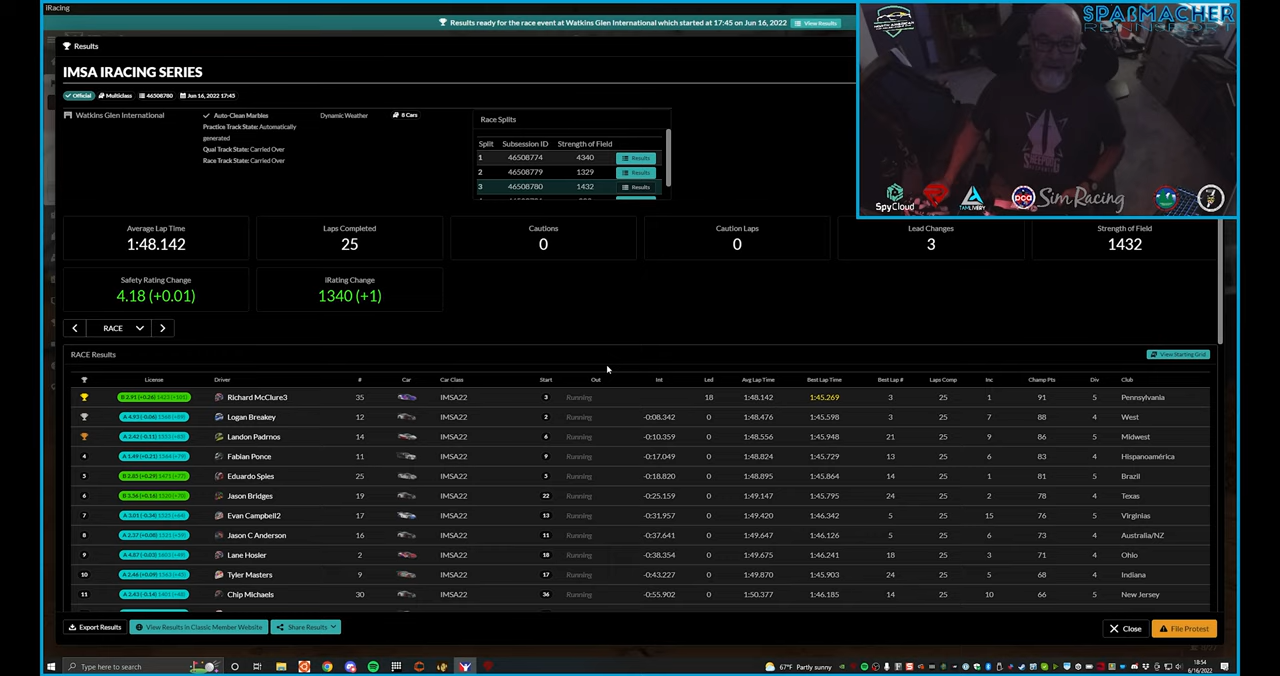 iRacing
Results ready for the race event at Watkins Glen International which started at 17:45 on Jun 16, 2022 View Results
SPAẞMACHER
RENNSPORT
Results
IMSA IRACING SERIES
Official Multiclass 46508780 Jun 16, 2022 17:45
Watkins Glen International
Auto-Clean Marbles
Practice Track State: Automatically
generated
Qual Track State: Carried Over
Race Track State: Carried Over
Dynamic Weather
8 Cars
Race Splits
Split Subsession ID Strength of Field
1 46508774 4340 Results
2 46508779 1329 Results
3 46508780 1432 Results
SpyCloud
TAMLIVERY
pca SimRacing
Average Lap Time
1:48.142
Laps Completed
25
Cautions
0
Caution Laps
0
Lead Changes
3
Strength of Field
1432
Safety Rating Change
4.18 (+0.01)
IRating Change
1340 (+1)
RACE
RACE Results
View Starting Grid
License Driver # Car Car Class Start Out Int Led Avg Lap Time Best Lap Time Best Lap # Laps Comp Inc Champ Pts Div Club
Richard McClure3 35 IMSA22 3 Running 18 1:48.142 1:45.269 3 25 1 91 5 Pennsylvania
Logan Breakey 12 IMSA22 2 Running -0:08.342 0 1:48.476 1:45.598 3 25 7 88 4 West
Landon Padrnos 14 IMSA22 6 Running -0:10.359 0 1:48.556 1:45.948 21 25 9 86 4 Midwest
4 Fabian Ponce 11 IMSA22 9 Running -0:17.049 0 1:48.824 1:45.729 13 25 6 83 4 Hispanoamérica
5 Eduardo Spies 25 IMSA22 5 Running -0:18.820 0 1:48.895 1:45.864 14 25 1 81 5 Brazil
6 Jason Bridges 19 IMSA22 22 Running -0:25.159 0 1:49.147 1:45.795 24 25 2 78 4 Texas
7 Evan Campbell2 17 IMSA22 13 Running -0:31.957 0 1:49.420 1:46.342 5 25 15 76 5 Virginias
8 Jason C Anderson 16 IMSA22 11 Running -0:37.641 0 1:49.647 1:46.126 5 25 6 73 4 Australia/NZ
9 Lane Hosler 2 IMSA22 18 Running -0:38.354 0 1:49.675 1:46.241 18 25 3 71 4 Ohio
10 Tyler Masters 9 IMSA22 17 Running -0:43.227 0 1:49.870 1:45.903 24 25 5 68 4 Indiana
11 Chip Michaels 30 IMSA22 36 Running -0:55.902 0 1:50.377 1:46.185 14 25 10 66 4 New Jersey
Export Results View Results in Classic Member Website Share Results Close File Protest
Type here to search
67°F Partly sunny
18:54
6/16/2022